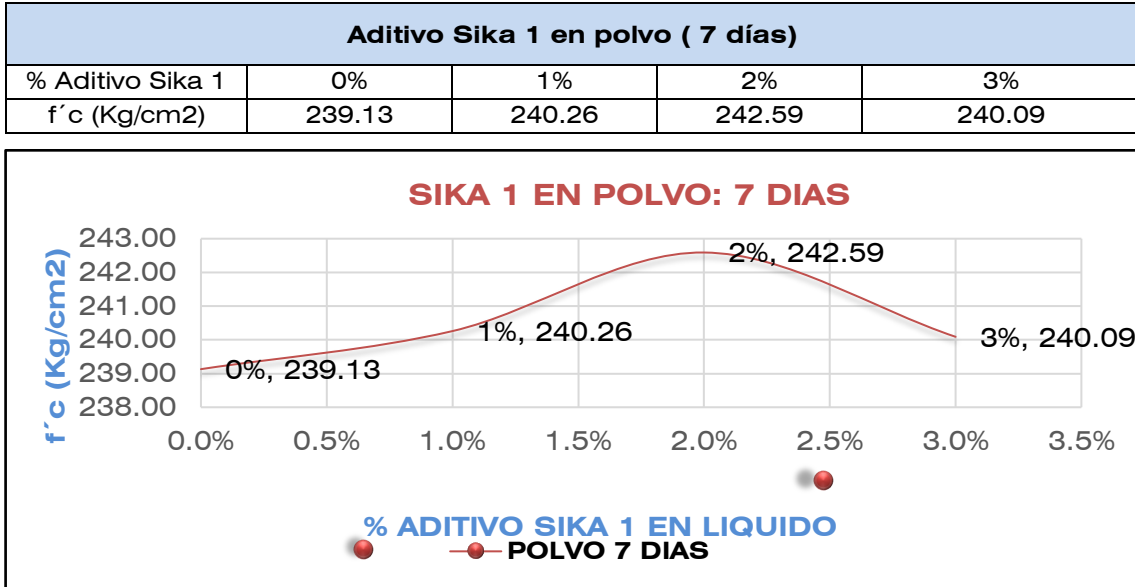 Aditivo Sika 1 en polvo ( 7 días)
% Aditivo Sika 1 0% 1% 2% 3%
f´c (Kg/cm2) 239.13 240.26 242.59 240.09
SIKA 1 EN POLVO: 7 DIAS
f´c (Kg/cm2)
243.00
242.00
241.00
240.00
239.00
238.00
0%, 239.13
1%, 240.26
2%, 242.59
3%, 240.09
0.0% 0.5% 1.0% 1.5% 2.0% 2.5% 3.0% 3.5%
% ADITIVO SIKA 1 EN LIQUIDO
POLVO 7 DIAS